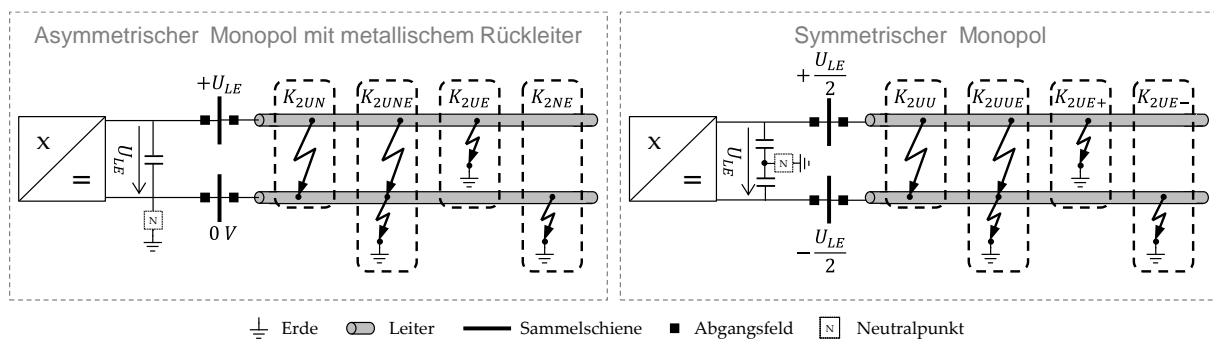 Asymmetrischer Monopol mit metallischem Rückleiter
+U_LE
K_2UN
K_2UNE
K_2UE
K_2NE
X
=
U_LE
N
0 V
Symmetrischer Monopol
+U_LE/2
K_2UU
K_2UUE
K_2UE+
K_2UE−
X
=
U_LE
N
−U_LE/2
Erde
Leiter
Sammelschiene
Abgangsfeld
N Neutralpunkt